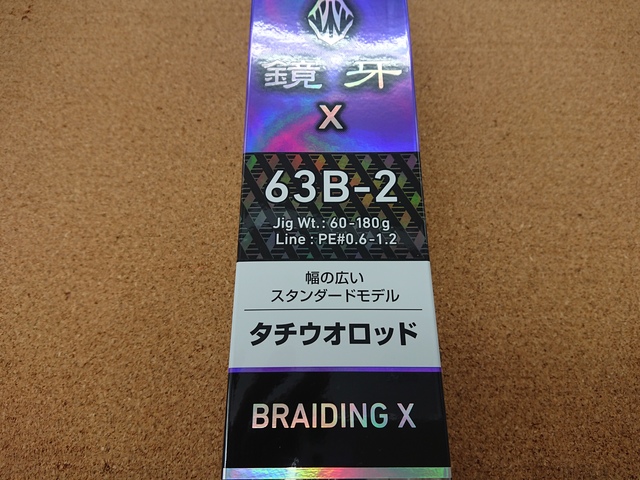 鏡牙
X
63B-2
Jig Wt.: 60-180g
Line : PE#0.6-1.2
幅の広い
スタンダードモデル
タチウオロッド
BRAIDING X